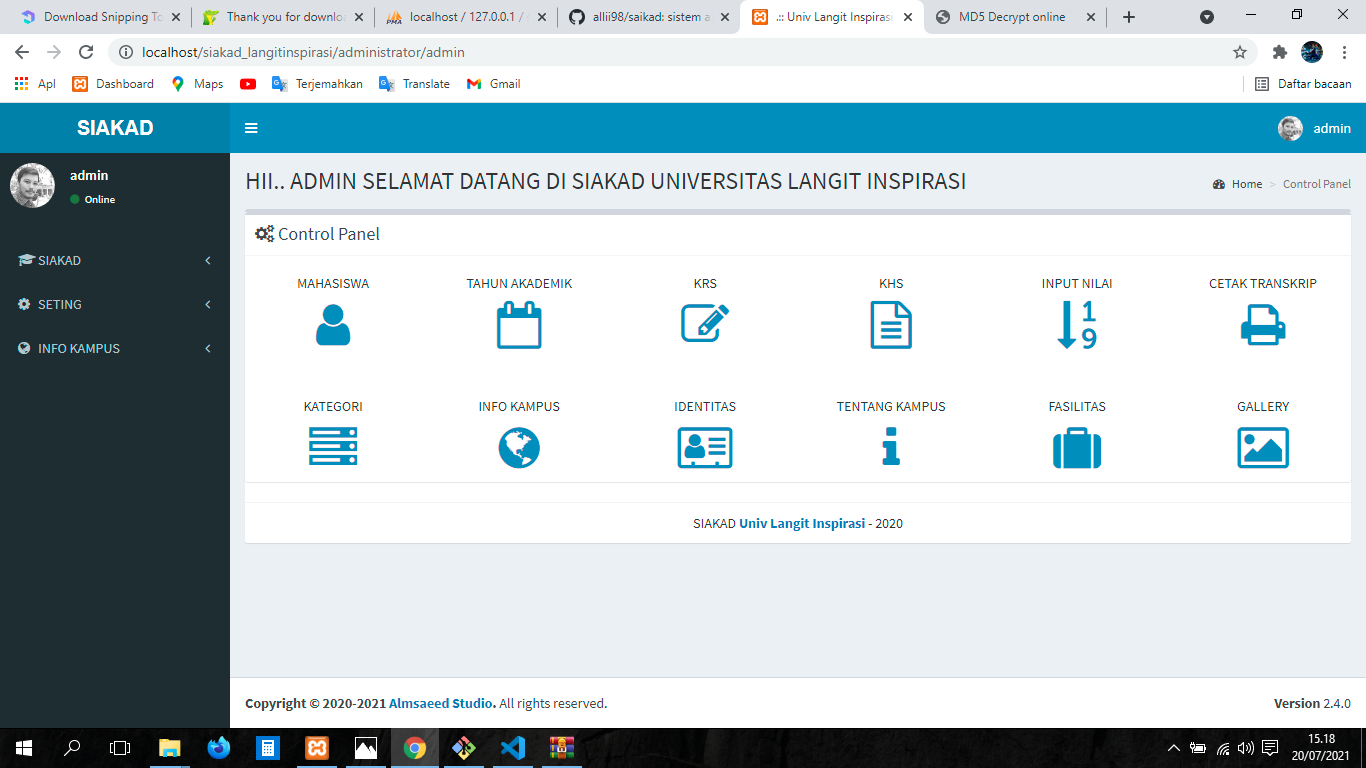 Download Snipping To
Thank you for downloa
localhost / 127.0.0.1 /
allii98/saikad: sistem a
.:: Univ Langit Inspirasi
MD5 Decrypt online
localhost/siakad_langitinspirasi/administrator/admin
Apl
Dashboard
Maps
Terjemahkan
Translate
Gmail
Daftar bacaan
SIAKAD
admin
admin
Online
HII.. ADMIN SELAMAT DATANG DI SIAKAD UNIVERSITAS LANGIT INSPIRASI
Home > Control Panel
SIAKAD
SETING
INFO KAMPUS
Control Panel
MAHASISWA
TAHUN AKADEMIK
KRS
KHS
INPUT NILAI
CETAK TRANSKRIP
1
9
KATEGORI
INFO KAMPUS
IDENTITAS
TENTANG KAMPUS
FASILITAS
GALLERY
SIAKAD Univ Langit Inspirasi - 2020
Copyright © 2020-2021 Almsaeed Studio. All rights reserved.
Version 2.4.0
15.18
20/07/2021